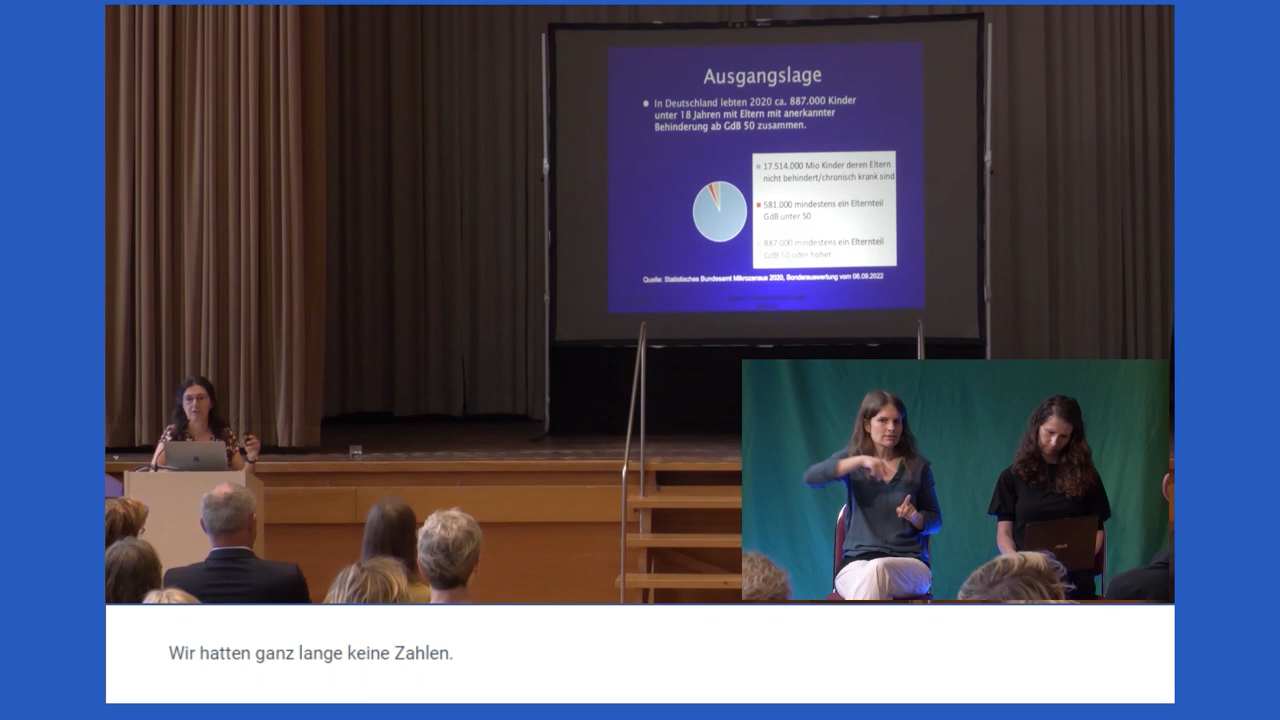 Ausgangslage
In Deutschland lebten 2020 ca. 887.000 Kinder
unter 18 Jahren mit Eltern mit anerkannter
Behinderung ab GdB 50 zusammen.
17.514.000 Mio Kinder deren Eltern
nicht behindert/chronisch krank sind
581.000 mindestens ein Elternteil
GdB unter 50
887.000 mindestens ein Elternteil
GdB 50 oder höher
Quelle: Statistisches Bundesamt Mikrozensus 2020, Sonderauswertung vom 06.09.2022
Wir hatten ganz lange keine Zahlen.